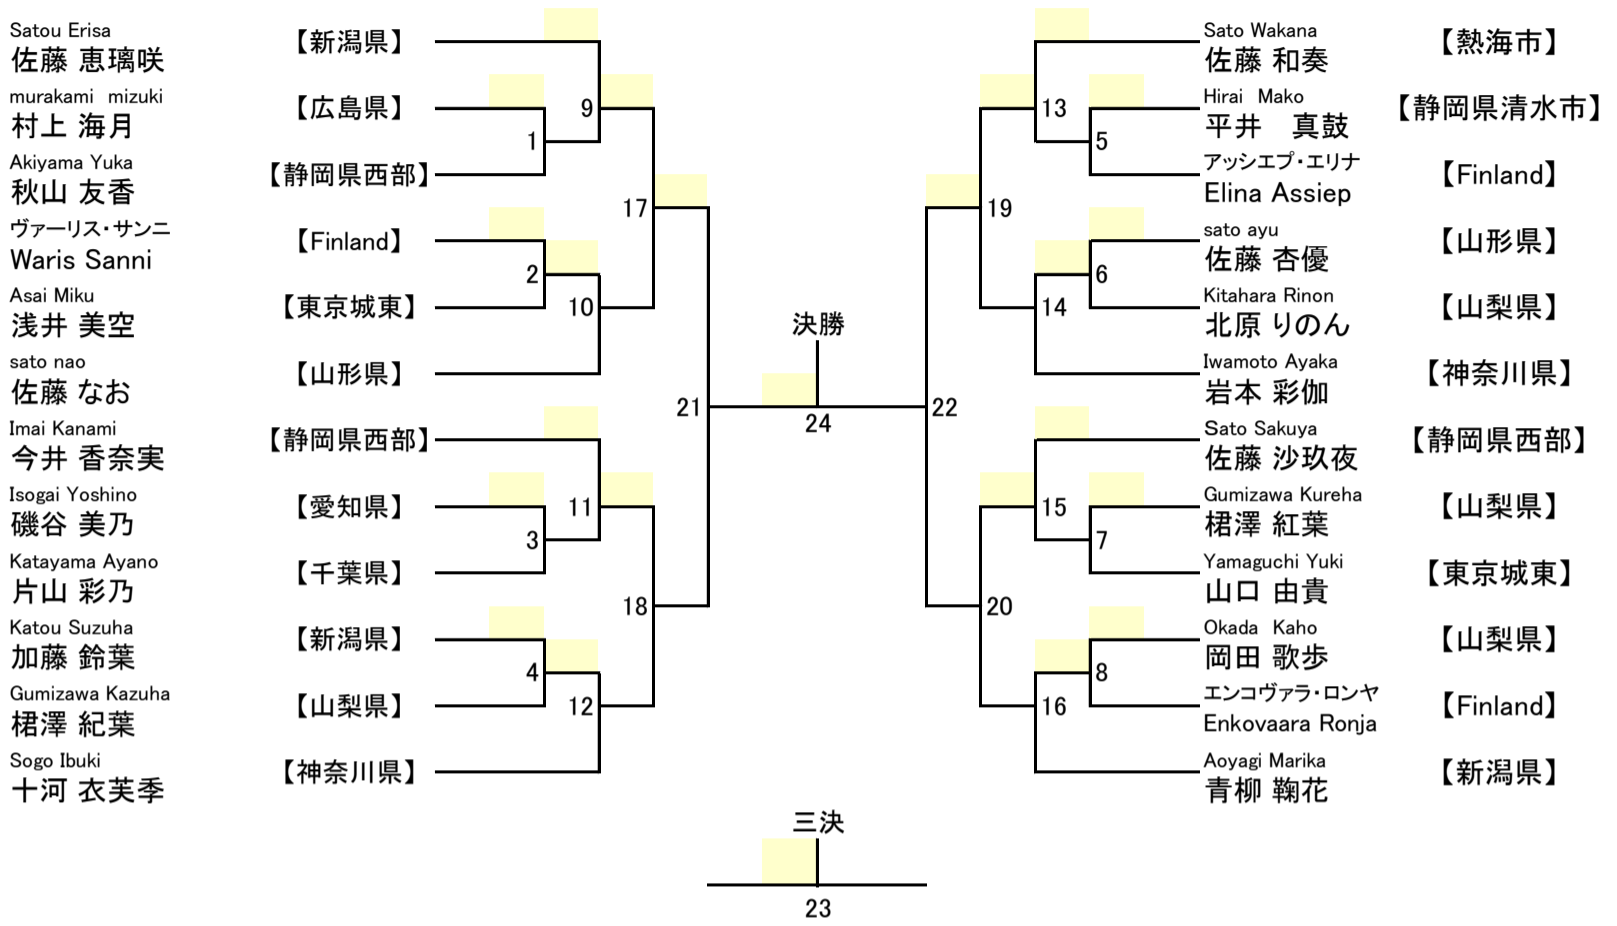 Satou Erisa
佐藤 恵璃咲
【新潟県】
murakami mizuki
村上 海月
【広島県】
Akiyama Yuka
秋山 友香
【静岡県西部】
ヴァーリス・サンニ
Waris Sanni
【Finland】
Asai Miku
浅井 美空
【東京城東】
sato nao
佐藤 なお
【山形県】
Imai Kanami
今井 香奈実
【静岡県西部】
Isogai Yoshino
磯谷 美乃
【愛知県】
Katayama Ayano
片山 彩乃
【千葉県】
Katou Suzuha
加藤 鈴葉
【新潟県】
Gumizawa Kazuha
桾澤 紀葉
【山梨県】
Sogo Ibuki
十河 衣芙季
【神奈川県】
1
2
3
4
9
10
11
12
17
18
21
決勝
24
三決
23
22
19
20
13
14
15
16
5
6
7
8
Sato Wakana
佐藤 和奏
【熱海市】
Hirai Mako
平井 真鼓
【静岡県清水市】
アッシエプ・エリナ
Elina Assiep
【Finland】
sato ayu
佐藤 杏優
【山形県】
Kitahara Rinon
北原 りのん
【山梨県】
Iwamoto Ayaka
岩本 彩伽
【神奈川県】
Sato Sakuya
佐藤 沙玖夜
【静岡県西部】
Gumizawa Kureha
桾澤 紅葉
【山梨県】
Yamaguchi Yuki
山口 由貴
【東京城東】
Okada Kaho
岡田 歌歩
【山梨県】
エンコヴァラ・ロンヤ
Enkovaara Ronja
【Finland】
Aoyagi Marika
青柳 鞠花
【新潟県】